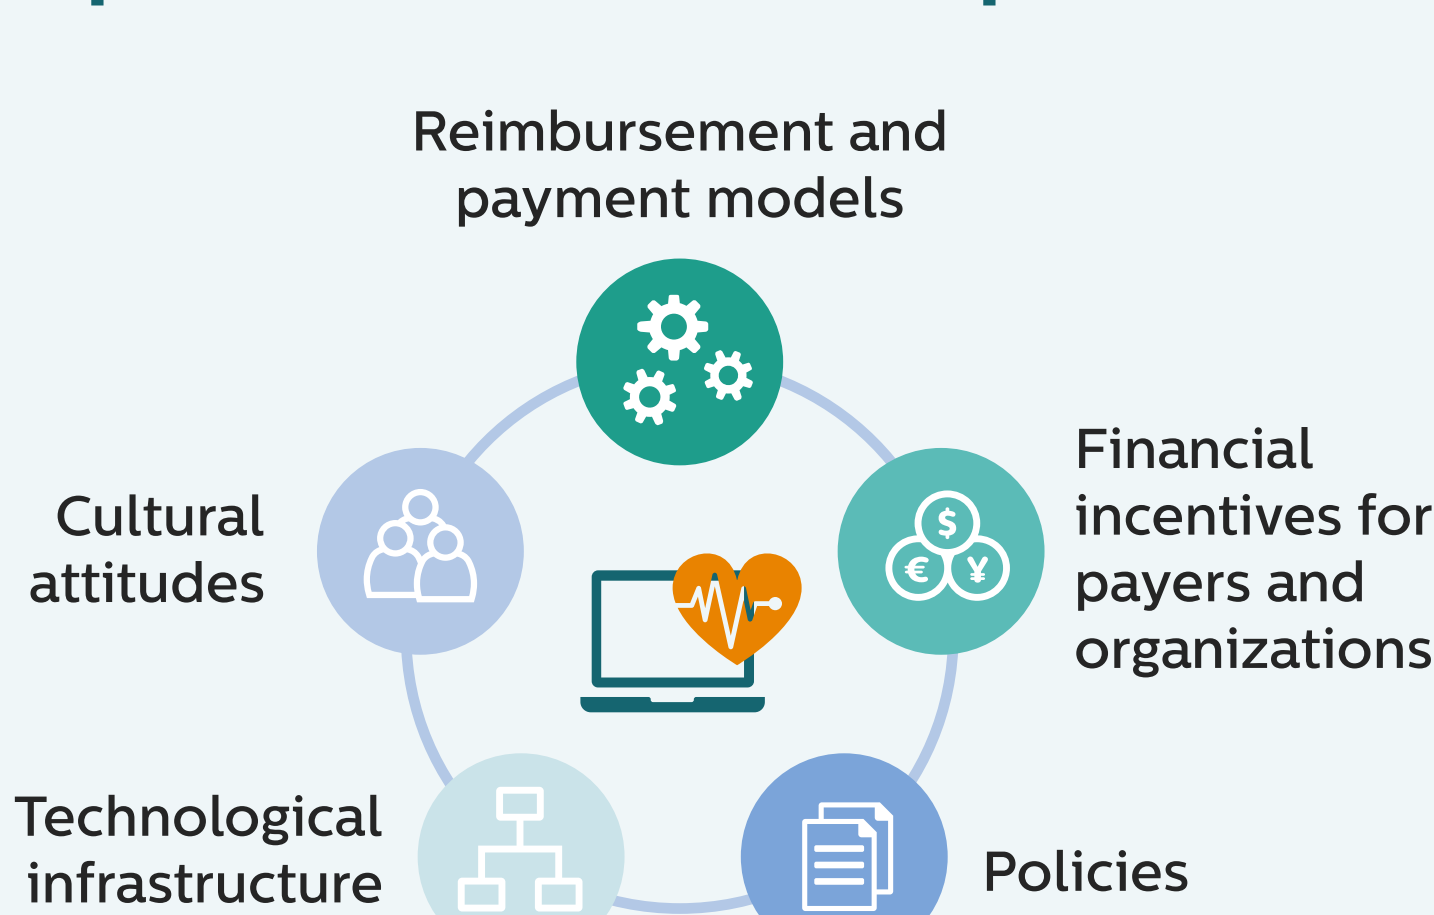 Reimbursement and
payment models
Financial
incentives for
payers and
organizations
$
€
¥
Cultural
attitudes
Technological
infrastructure
Policies